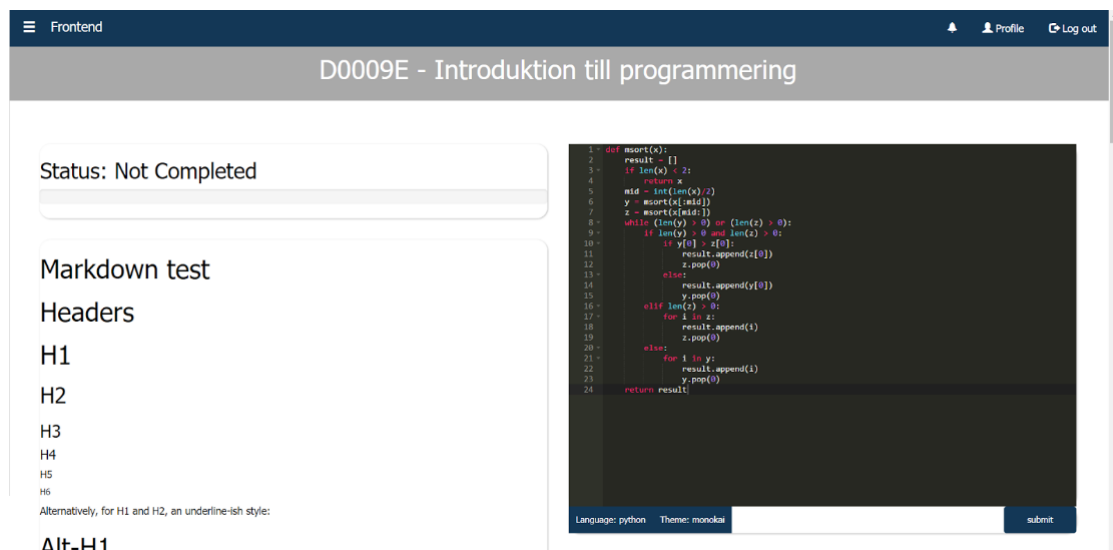 Frontend
Profile
Log out
D0009E - Introduktion till programmering
Status: Not Completed
Markdown test
Headers
H1
H2
H3
H4
H5
H6
Alternatively, for H1 and H2, an underline-ish style:
Alt-H1
1 def msort(x):
2 result = []
3 if len(x) < 2:
4 return x
5 mid = int(len(x)/2)
6 y = msort(x[:mid])
7 z = msort(x[mid:])
8 while (len(y) > 0) or (len(z) > 0):
9 if len(y) > 0 and len(z) > 0:
10 if y[0] > z[0]:
11 result.append(z[0])
12 z.pop(0)
13 else:
14 result.append(y[0])
15 y.pop(0)
16 elif len(z) > 0:
17 for i in z:
18 result.append(i)
19 z.pop(0)
20 else:
21 for i in y:
22 result.append(i)
23 y.pop(0)
24 return result
Language: python Theme: monokai
submit